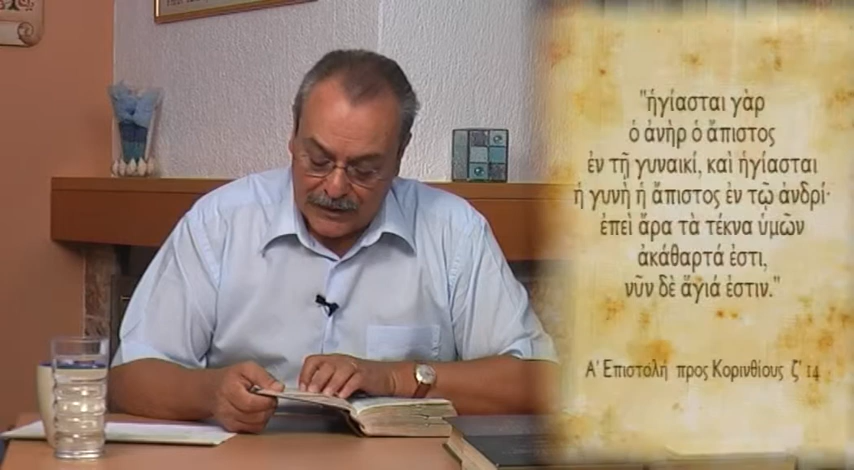 "ἡγίασται γὰρ
ὁ ἀνὴρ ὁ ἄπιστος
ἐν τῇ γυναικί, καὶ ἡγίασται
ἡ γυνὴ ἡ ἄπιστος ἐν τῷ ἀνδρί·
ἐπεὶ ἄρα τὰ τέκνα ὑμῶν
ἀκάθαρτά ἐστι,
νῦν δὲ ἅγιά ἐστιν."
Α' Επιστολή προς Κορινθίους ζ' 14